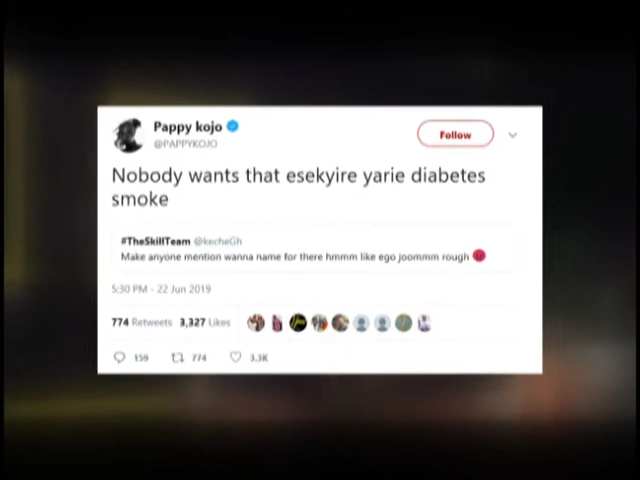 Pappy kojo
@PAPPYKOJO
Follow
Nobody wants that esekyire yarie diabetes
smoke
#TheSkillTeam @kecheGh
Make anyone mention wanna name for there hmmm like ego joommm rough
5:30 PM - 22 Jun 2019
774 Retweets 3,327 Likes
159 774 3.3K